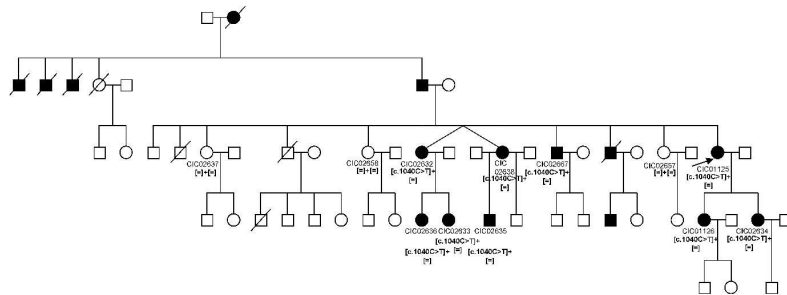 CIC02637
[=]+[=]
CIC02658
[=]+[=]
CIC02632
[c.1040C>T]+
[=]
CIC
02638
[c.1040C>T]+
[=]
CIC02667
[c.1040C>T]+
[=]
CIC02657
[=]+[=]
CIC01125
[c.1040C>T]+
[=]
CIC02636
[c.1040C>T]+
[=]
CIC02633
[c.1040C>T]+
[=]
CIC02635
[c.1040C>T]+
[=]
CIC01126
[c.1040C>T]+
[=]
CIC02634
[c.1040C>T]+
[=]